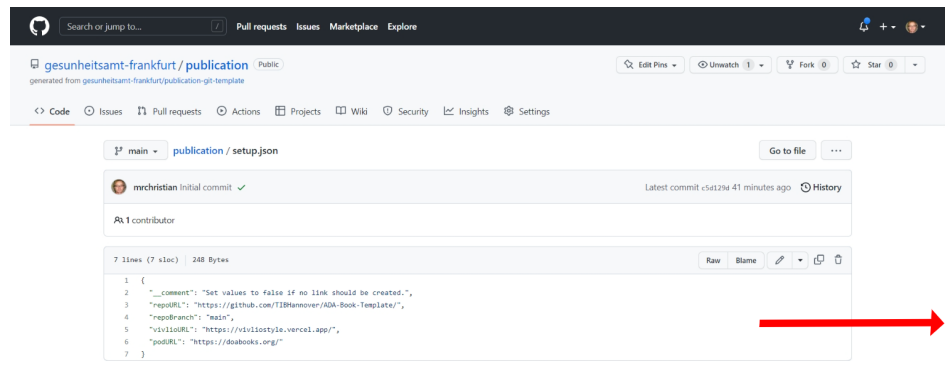 Search or jump to... / Pull requests Issues Marketplace Explore
gesunheitsamt-frankfurt / publication Public Edit Pins Unwatch 1 Fork 0 Star 0
generated from gesunheitsamt-frankfurt/publication-git-template
Code Issues Pull requests Actions Projects Wiki Security Insights Settings
main publication / setup.json Go to file ...
mrchristian Initial commit Latest commit c5d129d 41 minutes ago History
1 contributor
7 lines (7 sloc) 248 Bytes Raw Blame
1 {
2 "__comment": "Set values to false if no link should be created.",
3 "repoURL": "https://github.com/TIBHannover/ADA-Book-Template/",
4 "repoBranch": "main",
5 "vivlioURL": "https://vivliostyle.vercel.app/",
6 "podURL": "https://doabooks.org/"
7 }